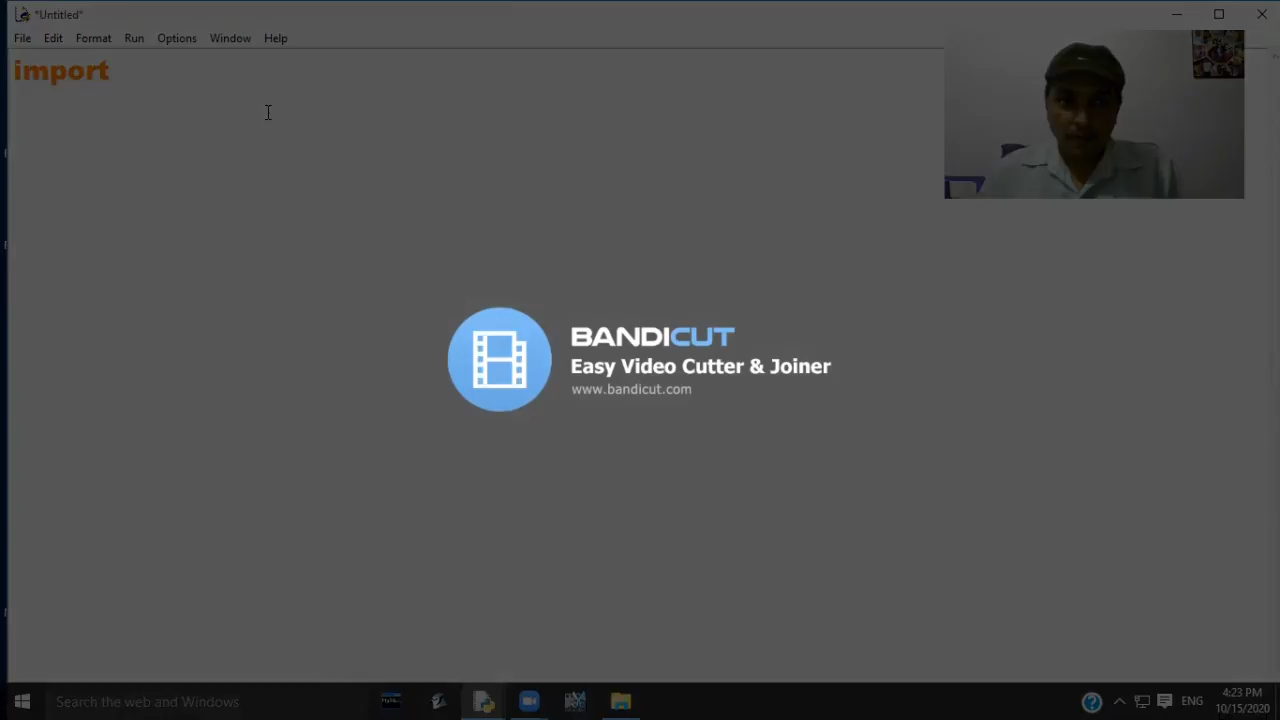 *Untitled*
File Edit Format Run Options Window Help
import
BANDICUT
Easy Video Cutter & Joiner
www.bandicut.com
Search the web and Windows
ENG
4:23 PM
10/15/2020